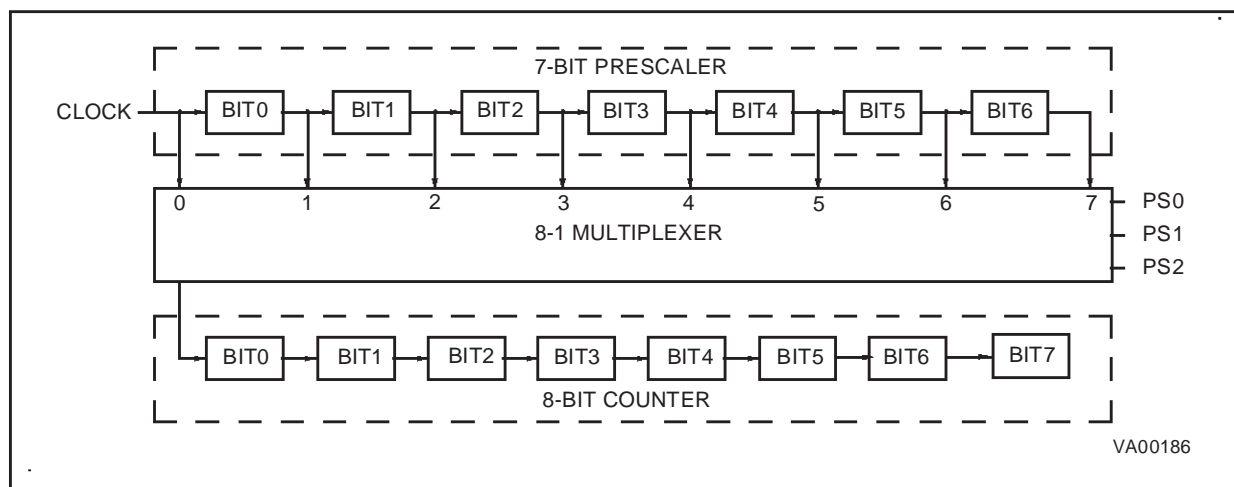 7-BIT PRESCALER
CLOCK BIT0 BIT1 BIT2 BIT3 BIT4 BIT5 BIT6
0 1 2 3 4 5 6 7 PS0
8-1 MULTIPLEXER PS1
PS2
BIT0 BIT1 BIT2 BIT3 BIT4 BIT5 BIT6 BIT7
8-BIT COUNTER
VA00186